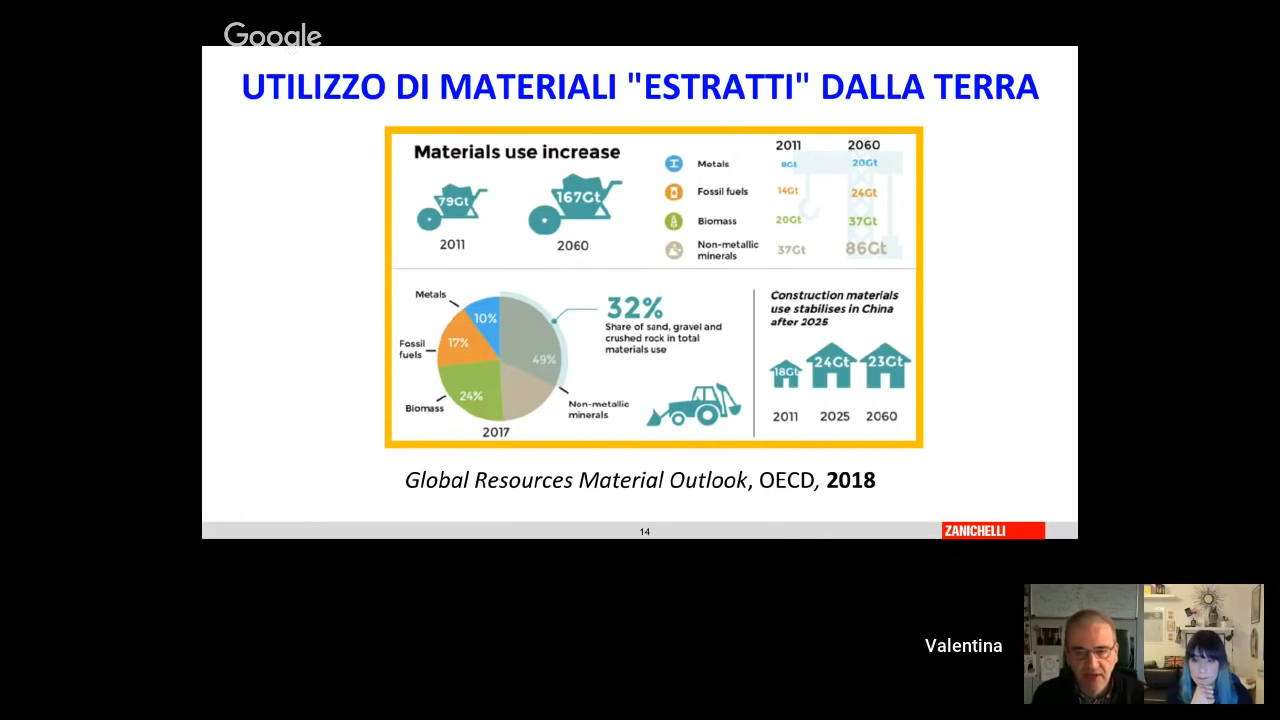 Google
UTILIZZO DI MATERIALI "ESTRATTI" DALLA TERRA
Materials use increase
79Gt
167Gt
2011
2060
2011
2060
Metals
8Gt
20Gt
Fossil fuels
14Gt
24Gt
Biomass
20Gt
37Gt
Non-metallic
minerals
37Gt
86Gt
Metals
10%
Fossil
fuels
17%
49%
24%
Biomass
Non-metallic
minerals
2017
32%
Share of sand, gravel and
crushed rock in total
materials use
Construction materials
use stabilises in China
after 2025
18Gt
24Gt
23Gt
2011
2025
2060
Global Resources Material Outlook, OECD, 2018
14
ZANICHELLI
Valentina